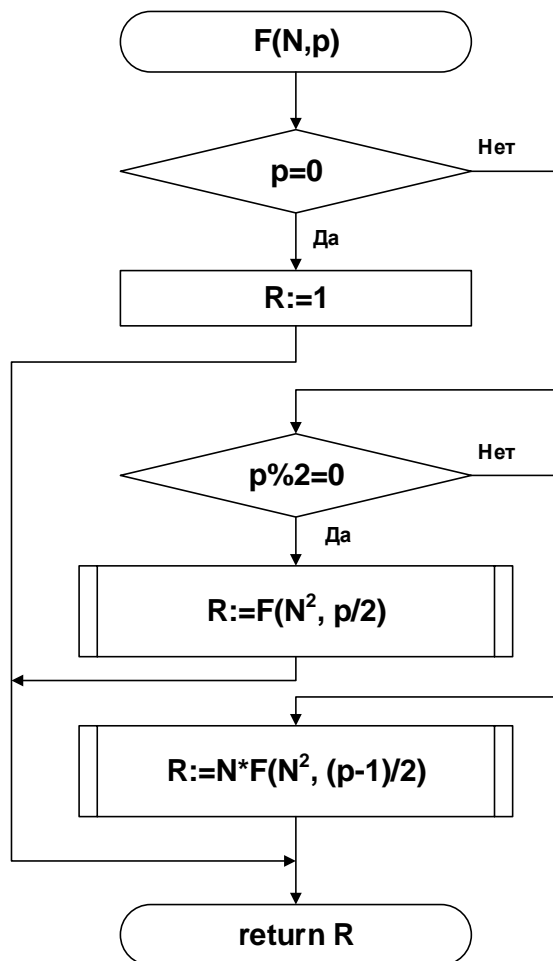 F(N,p)
p=0
Нет
Да
R:=1
p%2=0
Нет
Да
R:=F(N², p/2)
R:=N*F(N², (p-1)/2)
return R